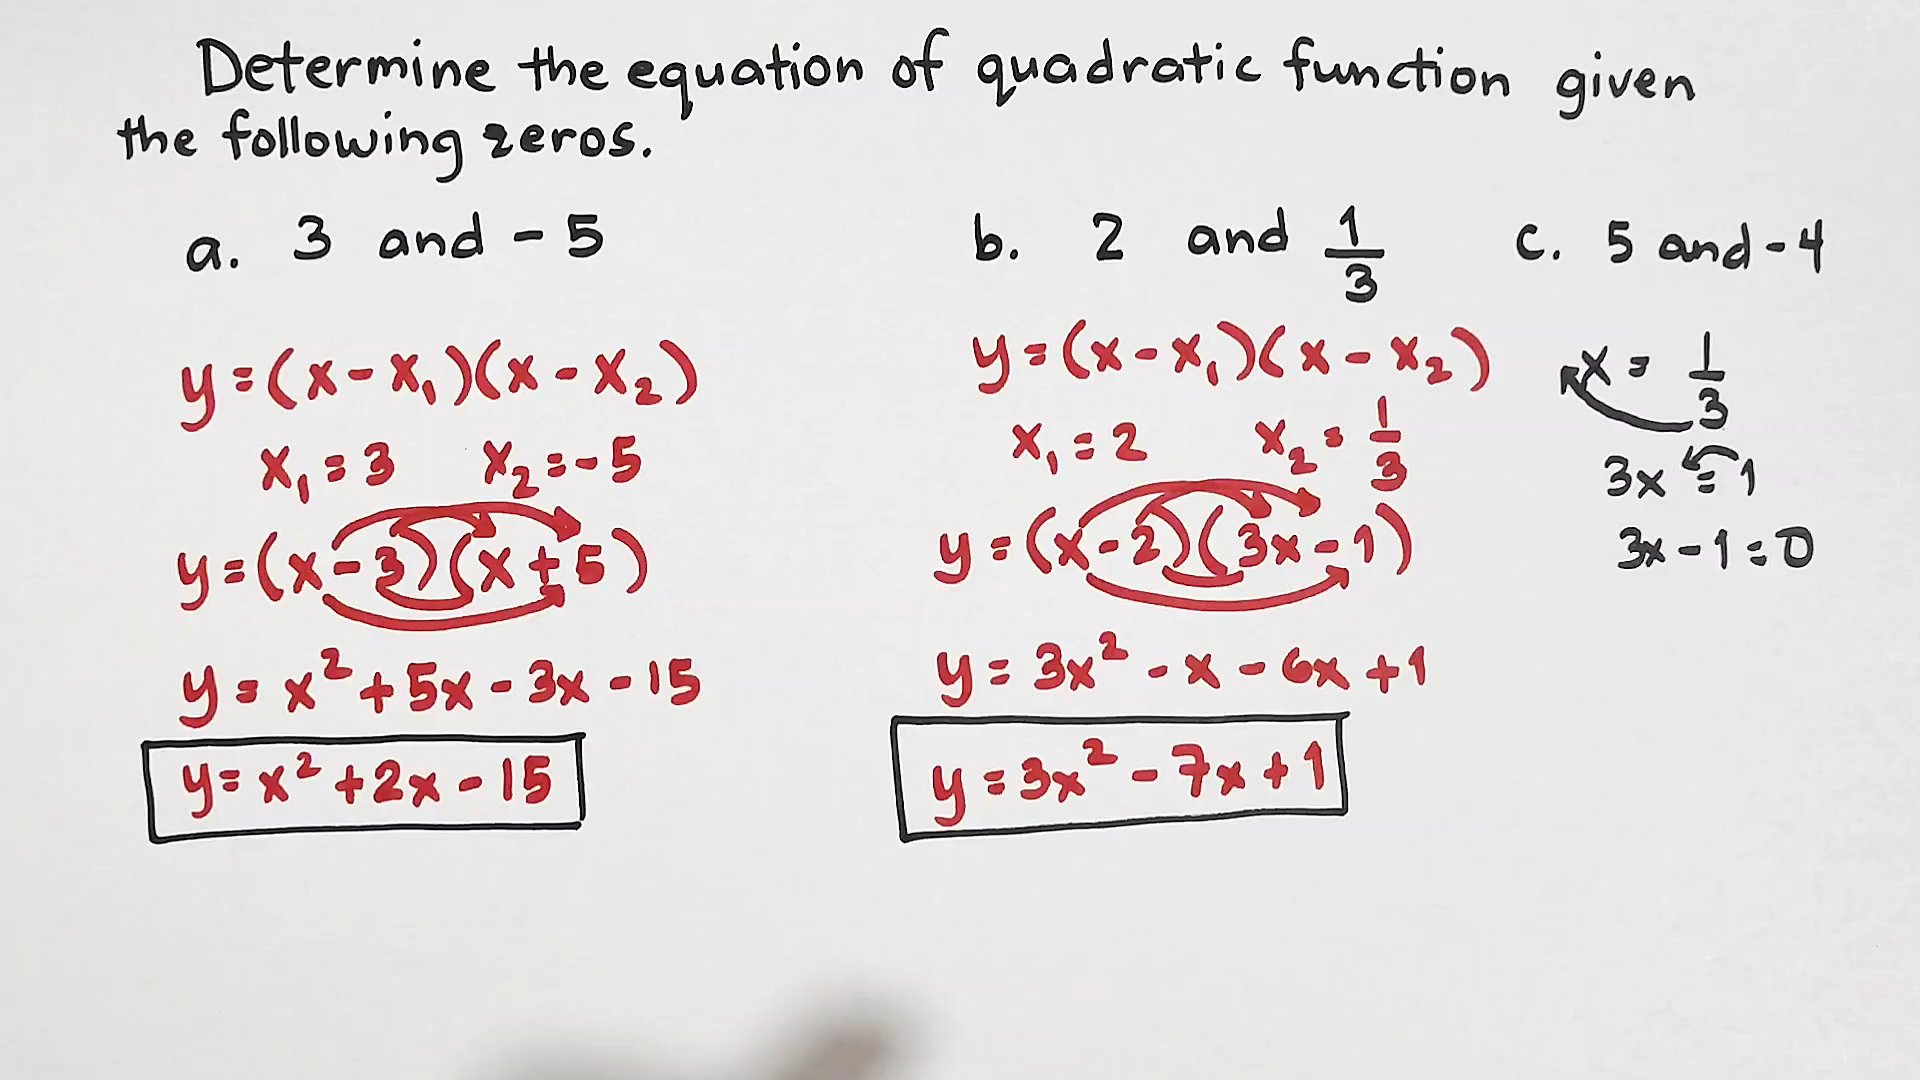 Determine the equation of quadratic function given
the following zeros.
a. 3 and -5
y=(x-x₁)(x-x₂)
x₁=3 x₂=-5
y=(x-3)(x+5)
y=x²+5x-3x-15
y=x²+2x-15
b. 2 and 1/3
y=(x-x₁)(x-x₂)
x₁=2 x₂=1/3
y=(x-2)(3x-1)
y=3x²-x-6x+1
y=3x²-7x+1
c. 5 and -4
x=1/3
3x=1
3x-1=0